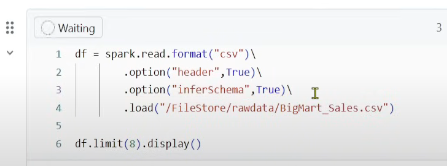 Waiting
3
1 df = spark.read.format("csv")\
2 .option("header",True)\
3 .option("inferSchema",True)\
4 .load("/FileStore/rawdata/BigMart_Sales.csv")
5
6 df.limit(8).display()